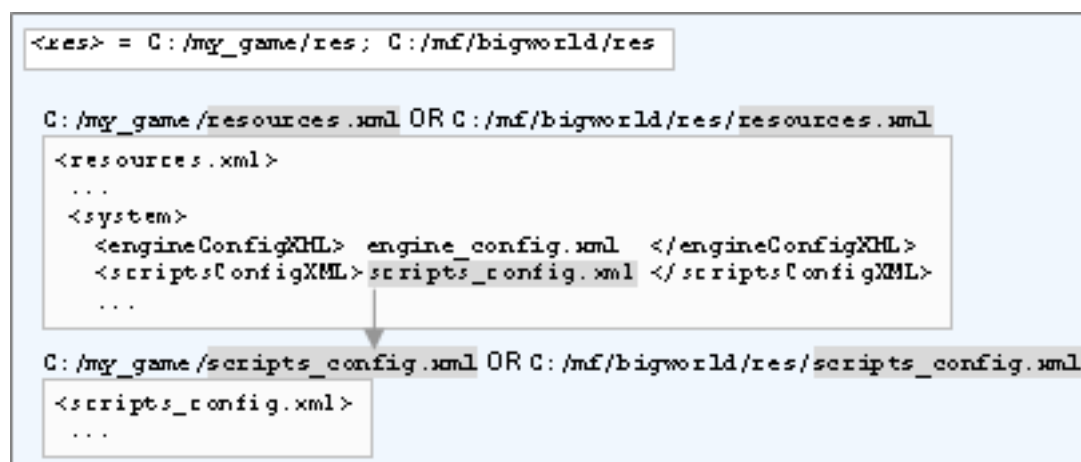 <res> = C:/my_game/res; C:/mf/bigworld/res
C:/my_game/resources.xml OR C:/mf/bigworld/res/resources.xml
<resources.xml>
...
<system>
<engineConfigXML> engine_config.xml </engineConfigXML>
<scriptsConfigXML> scripts_config.xml </scriptsConfigXML>
...
C:/my_game/scripts_config.xml OR C:/mf/bigworld/res/scripts_config.xml
<scripts_config.xml>
...